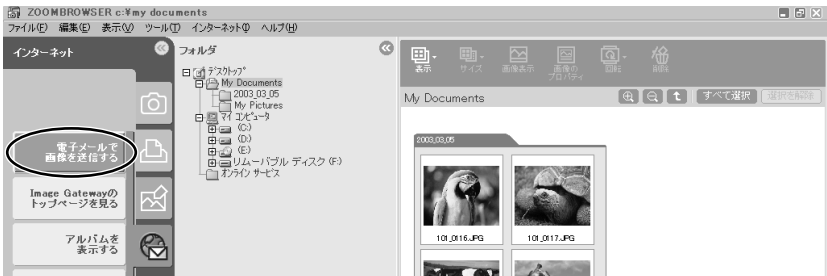 ZOOMBROWSER c:¥my documents
ファイル(F) 編集(E) 表示(V) ツール(T) インターネット(I) ヘルプ(H)
インターネット
電子メールで
画像を送信する
Image Gatewayの
トップページを見る
アルバムを
表示する
フォルダ
デスクトップ
My Documents
2003_03_05
My Pictures
マイ コンピュータ
(C:)
(D:)
(E:)
リムーバブル ディスク (F:)
オンライン サービス
表示 サイズ 画像表示 画像の
プロパティ 回転 削除
My Documents すべて選択 選択を解除
2003_03_05
101_0116.JPG 101_0117.JPG